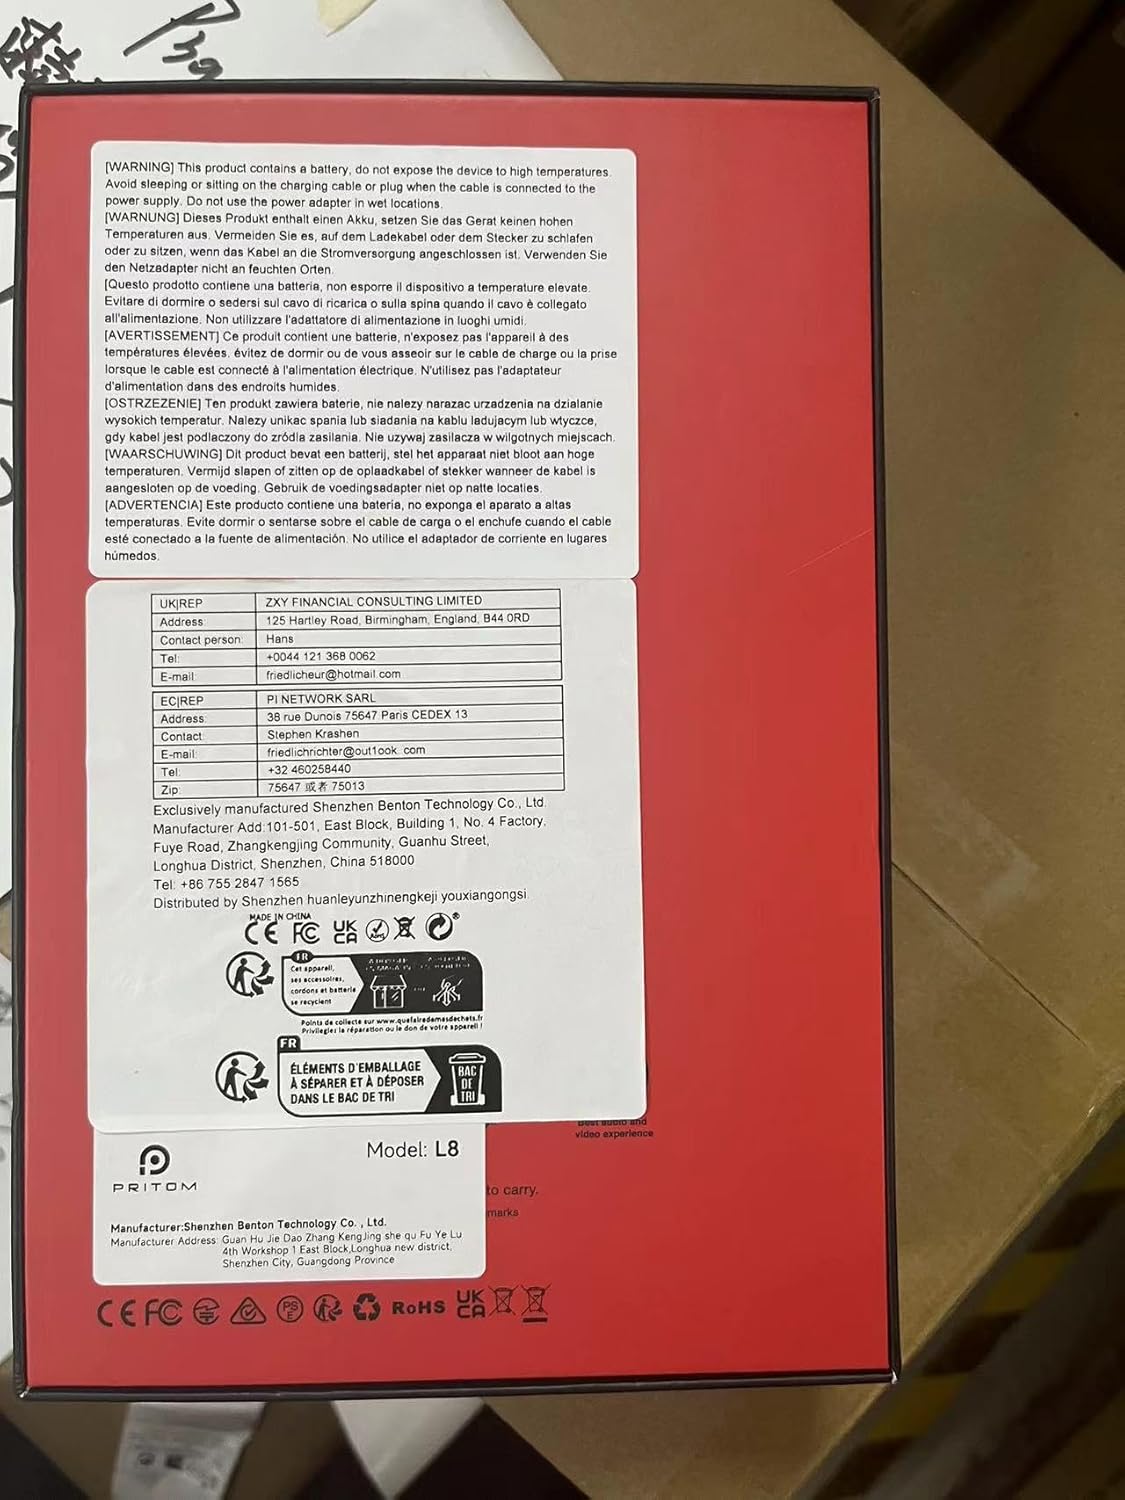 [WARNING] This product contains a battery, do not expose the device to high temperatures.
Avoid sleeping or sitting on the charging cable or plug when the cable is connected to the
power supply. Do not use the power adapter in wet locations.
[WARNUNG] Dieses Produkt enthält einen Akku, setzen Sie das Gerat keinen hohen
Temperaturen aus. Vermeiden Sie es, auf dem Ladekabel oder dem Stecker zu schlafen
oder zu sitzen, wenn das Kabel an die Stromversorgung angeschlossen ist. Verwenden Sie
den Netzadapter nicht an feuchten Orten.
[Questo prodotto contiene una batteria, non esporre il dispositivo a temperature elevate.
Evitare di dormire o sedersi sul cavo di ricarica o sulla spina quando il cavo è collegato
all'alimentazione. Non utilizzare l'adattatore di alimentazione in luoghi umidi.
[AVERTISSEMENT] Ce produit contient une batterie, n'exposez pas l'appareil à des
températures élevées. évitez de dormir ou de vous asseoir sur le cable de charge ou la prise
lorsque le cable est connecté à l'alimentation électrique. N'utilisez pas l'adaptateur
d'alimentation dans des endroits humides.
[OSTRZEZENIE] Ten produkt zawiera baterie, nie nalezy narazac urzadzenia na dzialanie
wysokich temperatur. Nalezy unikac spania lub siadania na kablu ladujacym lub wtyczce,
gdy kabel jest podlaczony do zródla zasilania. Nie uzywaj zasilacza w wilgotnych miejscach.
[WAARSCHUWING] Dit product bevat een batterij, stel het apparaat niet bloot aan hoge
temperaturen. Vermijd slapen of zitten op de oplaadkabel of stekker wanneer de kabel is
aangesloten op de voeding. Gebruik de voedingsadapter niet op natte locaties.
[ADVERTENCIA] Este producto contiene una batería, no exponga el aparato a altas
temperaturas. Evite dormir o sentarse sobre el cable de carga o el enchufe cuando el cable
esté conectado a la fuente de alimentación. No utilice el adaptador de corriente en lugares
húmedos.
UK|REP ZXY FINANCIAL CONSULTING LIMITED
Address: 125 Hartley Road, Birmingham, England, B44 0RD
Contact person: Hans
Tel: +0044 121 368 0062
E-mail: friedlicheur@hotmail.com
EC|REP PI NETWORK SARL
Address: 38 rue Dunois 75647 Paris CEDEX 13
Contact: Stephen Krashen
E-mail: friedlichrichter@out1ook. com
Tel: +32 460258440
Zip: 75647 或者 75013
Exclusively manufactured Shenzhen Benton Technology Co., Ltd.
Manufacturer Add:101-501, East Block, Building 1, No. 4 Factory,
Fuye Road, Zhangkengjing Community, Guanhu Street,
Longhua District, Shenzhen, China 518000
Tel: +86 755 2847 1565
Distributed by Shenzhen huanleyunzhinengkeji youxiangongsi.
MADE IN CHINA
CE FC UK CA RoHS
FR
Cet appareil,
ses accessoires,
cordons et batterie
se recyclent
Points de collecte sur www.quefairedemesdechets.fr
Privilégiez la réparation ou le don de votre appareil !
FR
ÉLÉMENTS D'EMBALLAGE
À SÉPARER ET À DÉPOSER
DANS LE BAC DE TRI
BAC
DE
TRI
Best audio and
video experience
to carry.
marks
PRITOM
Model: L8
Manufacturer:Shenzhen Benton Technology Co. , Ltd.
Manufacturer Address: Guan Hu Jie Dao Zhang KengJing she qu Fu Ye Lu
4th Workshop 1 East Block,Longhua new district,
Shenzhen City, Guangdong Province
CE FC PS E RoHS UK CA